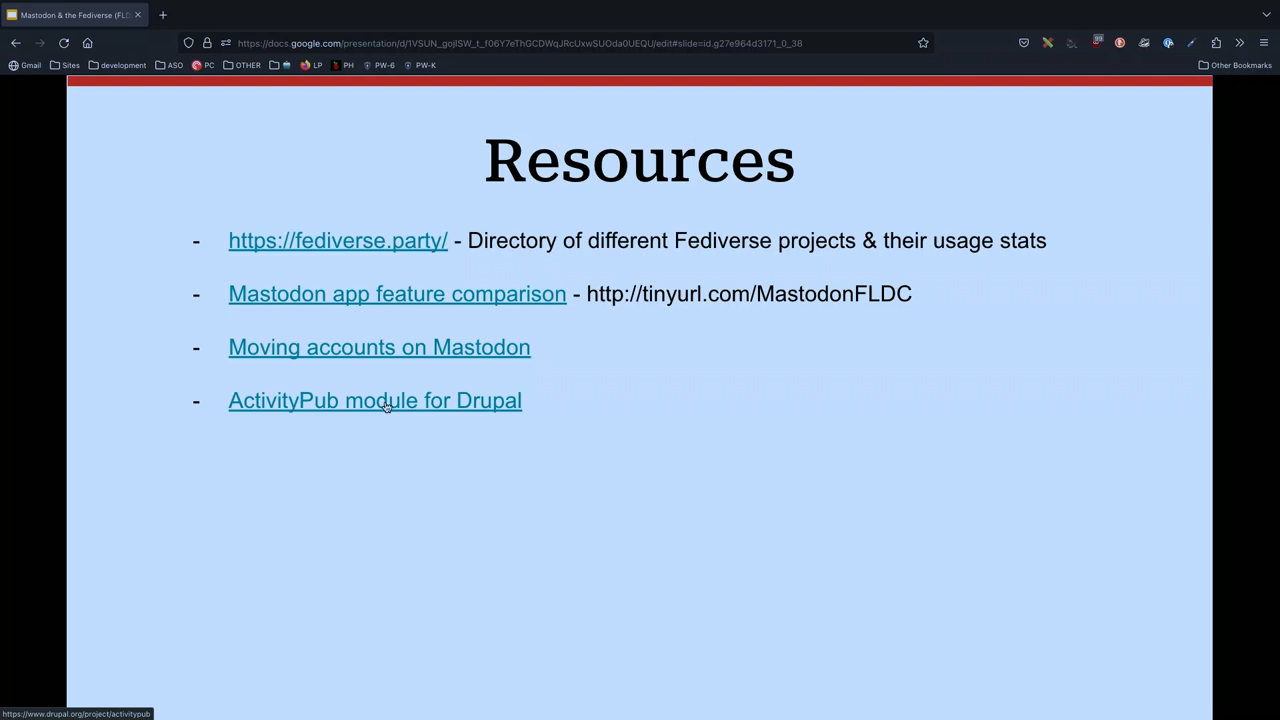 Mastodon & the Fediverse (FLD
https://docs.google.com/presentation/d/1VSUN_gojISW_t_f06Y7eThGCDWqJRcUxwSUOda0UEQU/edit#slide=id.g27e964d3171_0_38
99
Gmail Sites development ASO PC OTHER LP PH PW-6 PW-K Other Bookmarks
Resources
- https://fediverse.party/ - Directory of different Fediverse projects & their usage stats
- Mastodon app feature comparison - http://tinyurl.com/MastodonFLDC
- Moving accounts on Mastodon
- ActivityPub module for Drupal
https://www.drupal.org/project/activitypub